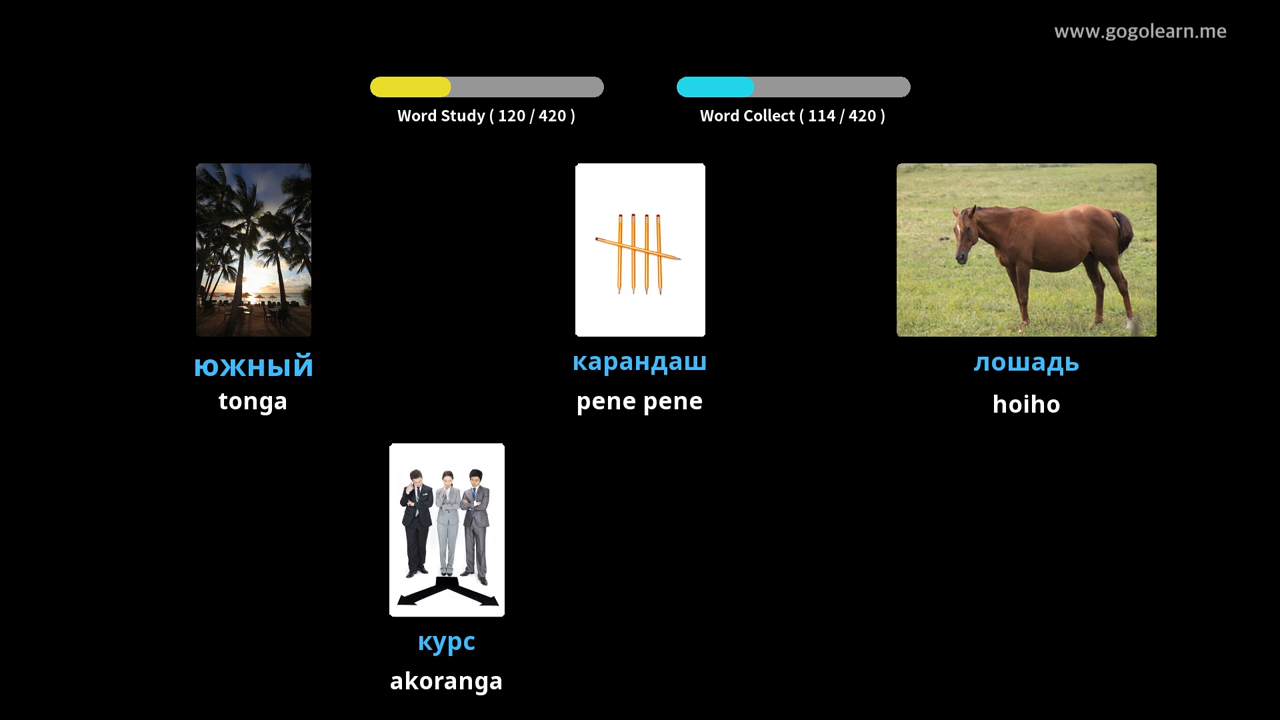 www.gogolearn.me
Word Study ( 120 / 420 )
Word Collect ( 114 / 420 )
южный
tonga
карандаш
pene pene
лошадь
hoiho
курс
akoranga